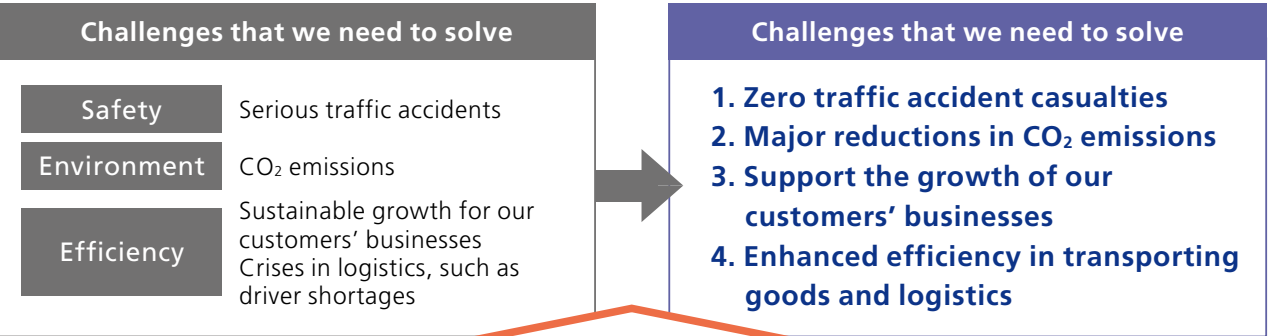 Challenges that we need to solve
Safety
Serious traffic accidents
Environment
CO₂ emissions
Efficiency
Sustainable growth for our
customers’ businesses
Crises in logistics, such as
driver shortages
Challenges that we need to solve
1. Zero traffic accident casualties
2. Major reductions in CO₂ emissions
3. Support the growth of our
customers’ businesses
4. Enhanced efficiency in transporting
goods and logistics